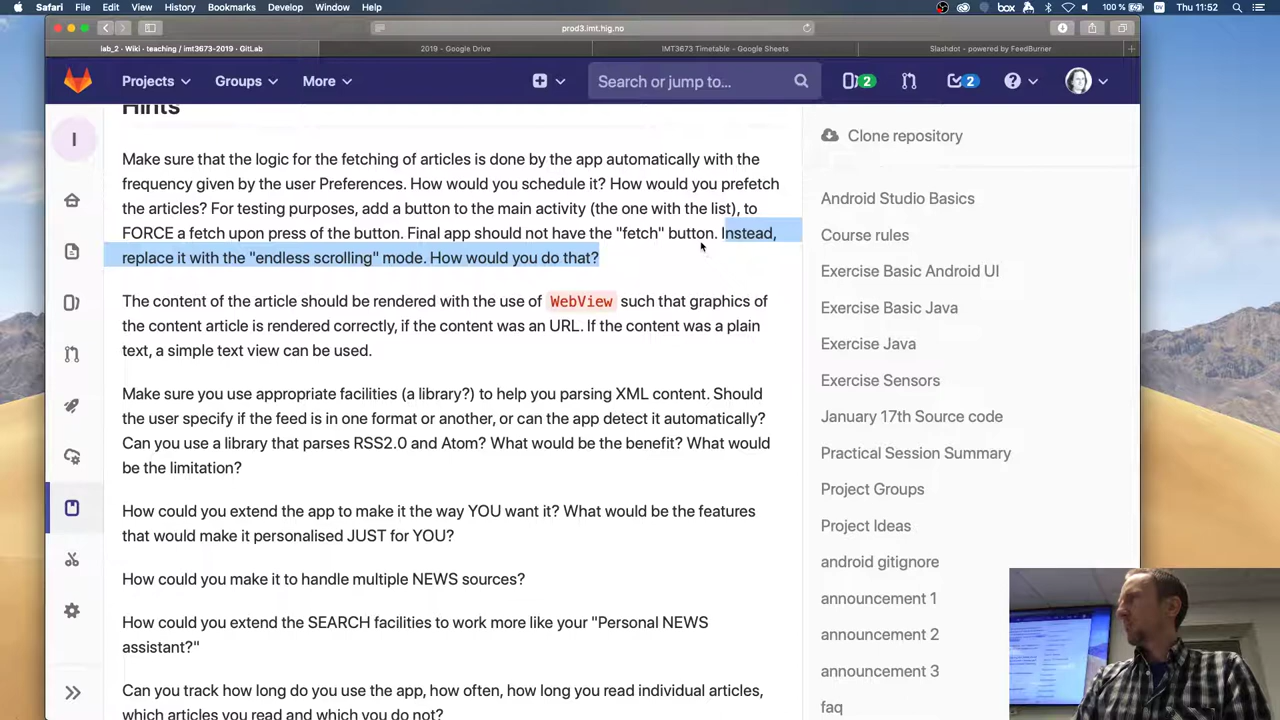 Safari File Edit View History Bookmarks Develop Window Help box 100 % DV Thu 11:52
prod3.imt.hig.no
lab_2 · Wiki · teaching / imt3673-2019 · GitLab 2019 - Google Drive IMT3673 Timetable - Google Sheets Slashdot - powered by FeedBurner
Projects Groups More Search or jump to... 2 2
Hints
I
Make sure that the logic for the fetching of articles is done by the app automatically with the
frequency given by the user Preferences. How would you schedule it? How would you prefetch
the articles? For testing purposes, add a button to the main activity (the one with the list), to
FORCE a fetch upon press of the button. Final app should not have the "fetch" button. Instead,
replace it with the "endless scrolling" mode. How would you do that?
The content of the article should be rendered with the use of WebView such that graphics of
the content article is rendered correctly, if the content was an URL. If the content was a plain
text, a simple text view can be used.
Make sure you use appropriate facilities (a library?) to help you parsing XML content. Should
the user specify if the feed is in one format or another, or can the app detect it automatically?
Can you use a library that parses RSS2.0 and Atom? What would be the benefit? What would
be the limitation?
How could you extend the app to make it the way YOU want it? What would be the features
that would make it personalised JUST for YOU?
How could you make it to handle multiple NEWS sources?
How could you extend the SEARCH facilities to work more like your "Personal NEWS
assistant?"
Can you track how long do you use the app, how often, how long you read individual articles,
which articles you read and which you do not?
Clone repository
Android Studio Basics
Course rules
Exercise Basic Android UI
Exercise Basic Java
Exercise Java
Exercise Sensors
January 17th Source code
Practical Session Summary
Project Groups
Project Ideas
android gitignore
announcement 1
announcement 2
announcement 3
faq